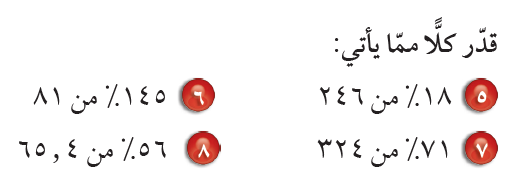 قدّر كلًّا ممّا يأتي:
٥ ١٨٪ من ٢٤٦ ٦ ١٤٥٪ من ٨١
٧ ٧١٪ من ٣٢٤ ٨ ٥٦٪ من ٦٥,٤